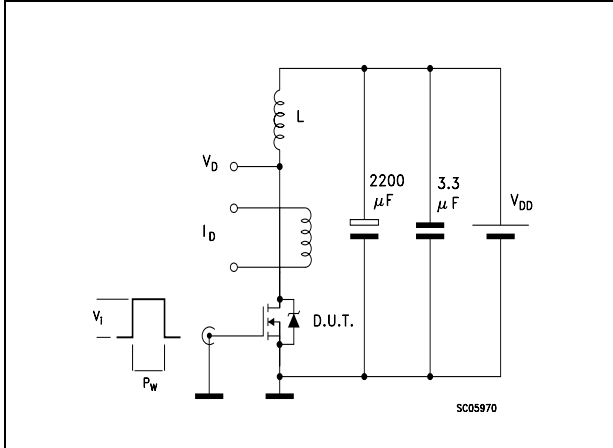 L
V_D
2200
μF
3.3
μF
V_DD
I_D
D.U.T.
V_i
P_W
SC05970